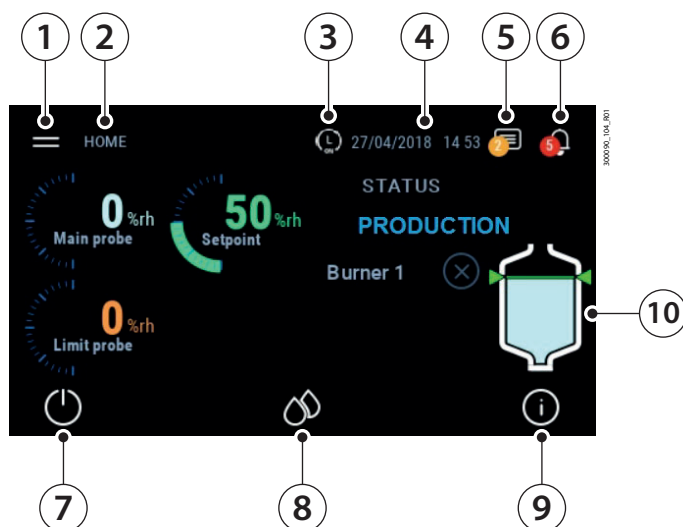 1 2 3 4 5 6
300090_104_R01
HOME L ON 27/04/2018 14 53 2 5
STATUS
0 %rh 50 %rh
PRODUCTION
Main probe Setpoint
Burner 1
0 %rh
10
Limit probe
i
7 8 9